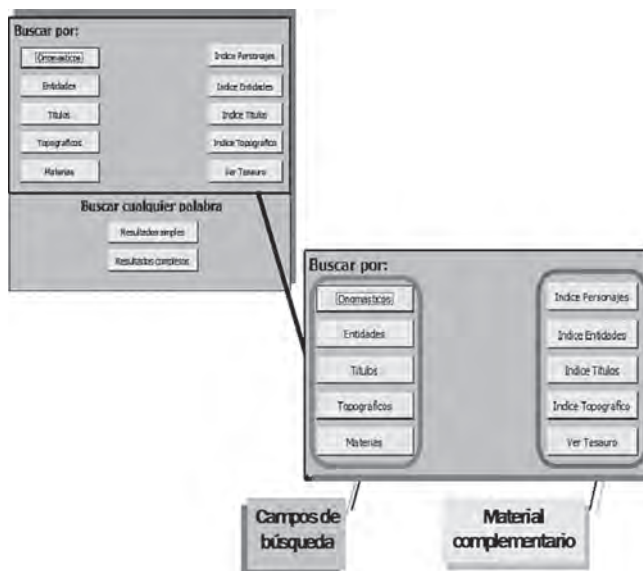 Buscar por:
Onomasticos
Indice Personajes
Entidades
Indice Entidades
Titulos
Indice Titulos
Topograficos
Indice Topografico
Materias
Ver Tesauro
Buscar cualquier palabra
Resultados simples
Resultados complejos
Buscar por:
Onomasticos
Indice Personajes
Entidades
Indice Entidades
Titulos
Indice Titulos
Topograficos
Indice Topografico
Materias
Ver Tesauro
Campos de
búsqueda
Material
complementario